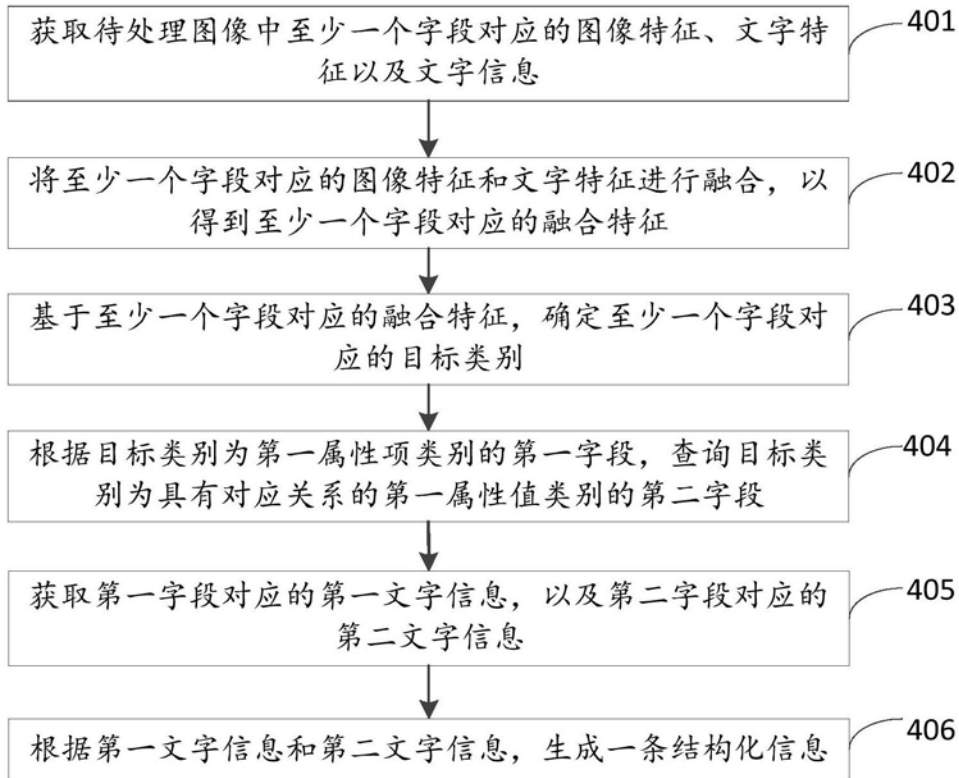 获取待处理图像中至少一个字段对应的图像特征、文字特
征以及文字信息
401
将至少一个字段对应的图像特征和文字特征进行融合，以
得到至少一个字段对应的融合特征
402
基于至少一个字段对应的融合特征，确定至少一个字段对
应的目标类别
403
根据目标类别为第一属性项类别的第一字段，查询目标类
别为具有对应关系的第一属性值类别的第二字段
404
获取第一字段对应的第一文字信息，以及第二字段对应的
第二文字信息
405
根据第一文字信息和第二文字信息，生成一条结构化信息
406